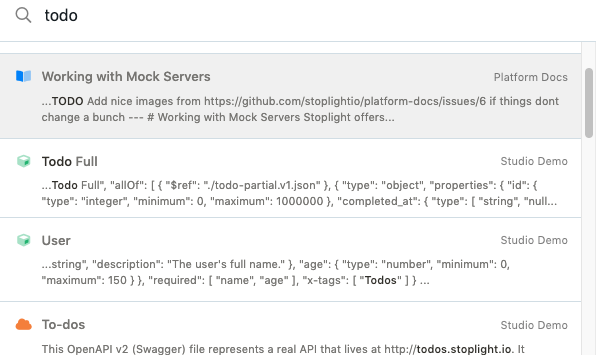 todo
Working with Mock Servers Platform Docs
...TODO Add nice images from https://github.com/stoplightio/platform-docs/issues/6 if things dont
change a bunch --- # Working with Mock Servers Stoplight offers...
Todo Full Studio Demo
...Todo Full", "allOf": [ { "$ref": "./todo-partial.v1.json" }, { "type": "object", "properties": { "id": {
"type": "integer", "minimum": 0, "maximum": 1000000 }, "completed_at": { "type": [ "string", "null...
User Studio Demo
...string", "description": "The user's full name." }, "age": { "type": "number", "minimum": 0,
"maximum": 150 } }, "required": [ "name", "age" ], "x-tags": [ "Todos" ] } ...
To-dos Studio Demo
This OpenAPI v2 (Swagger) file represents a real API that lives at http://todos.stoplight.io. It